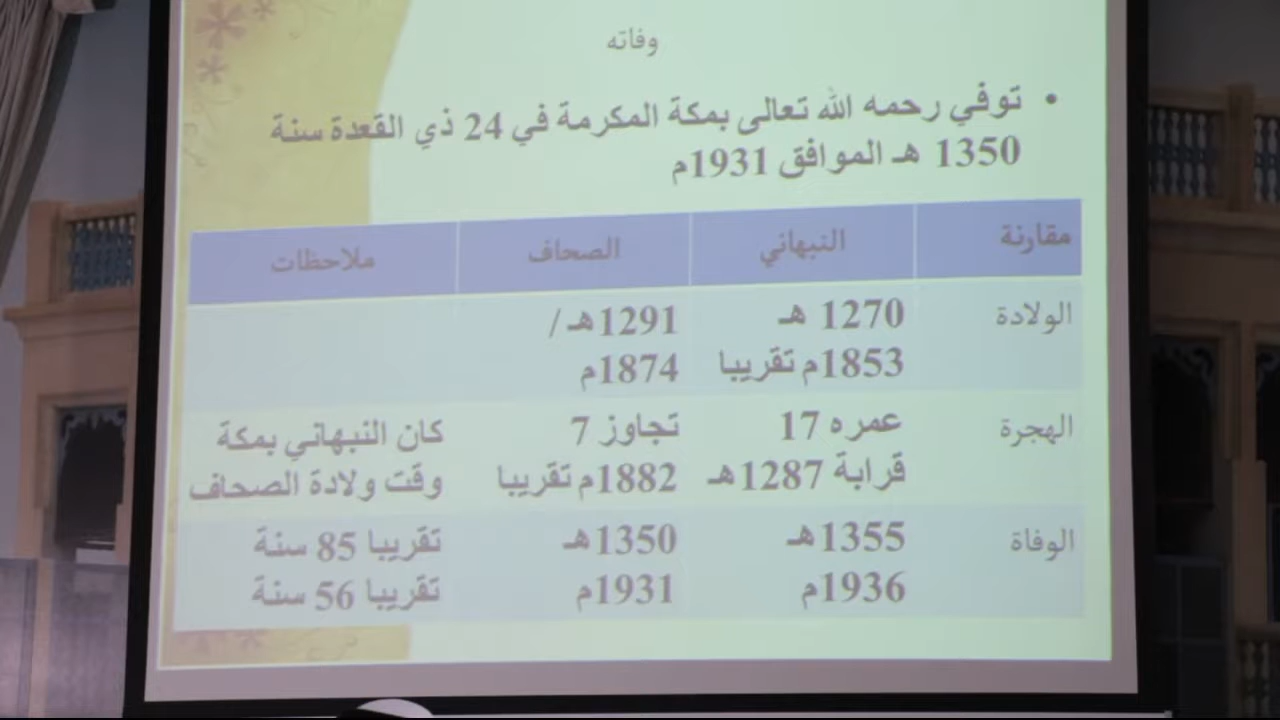 وفاته
• توفي رحمه الله تعالى بمكة المكرمة في 24 ذي القعدة سنة
1350 هـ الموافق 1931م
مقارنة النبهاني الصحاف ملاحظات
الولادة 1270 هـ 1291هـ /
1853م تقريبا 1874م
الهجرة عمره 17 تجاوز 7 كان النبهاني بمكة
قرابة 1287هـ 1882م تقريبا وقت ولادة الصحاف
الوفاة 1355هـ 1350هـ تقريبا 85 سنة
1936م 1931م تقريبا 56 سنة